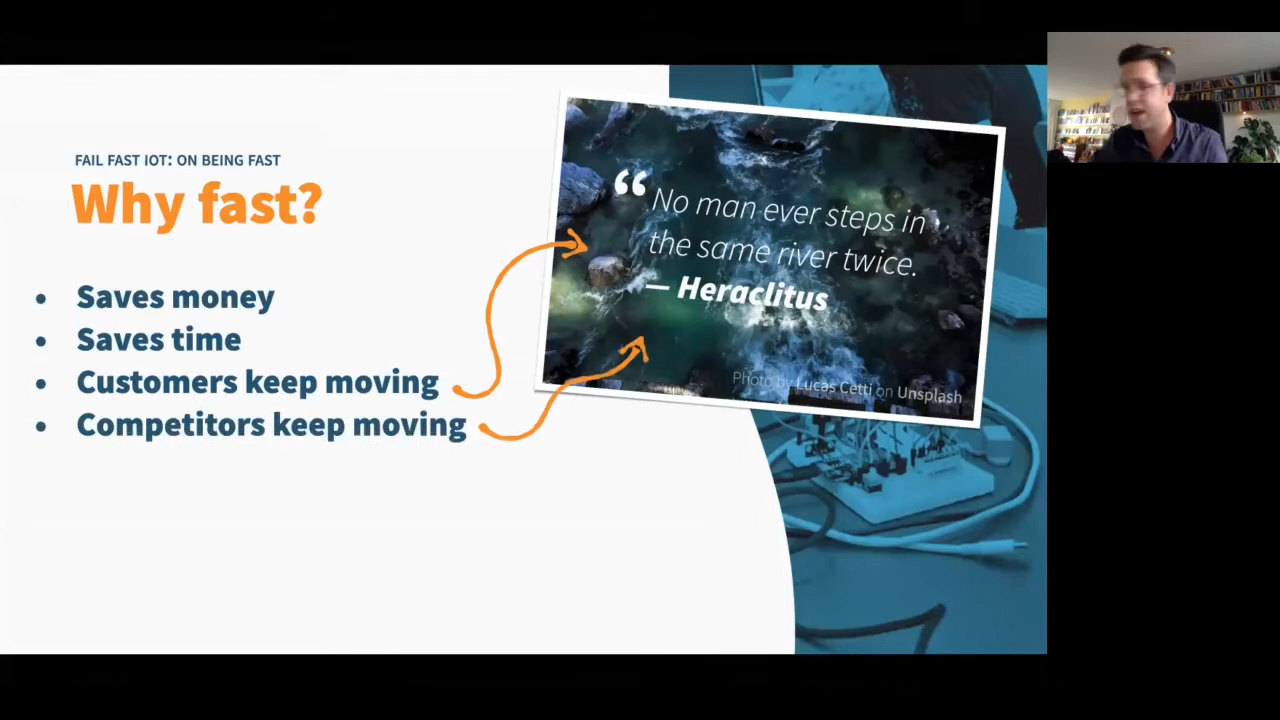 FAIL FAST IOT: ON BEING FAST
Why fast?
• Saves money
• Saves time
• Customers keep moving
• Competitors keep moving
“ No man ever steps in
the same river twice.
— Heraclitus
Photo by Lucas Cetti on Unsplash